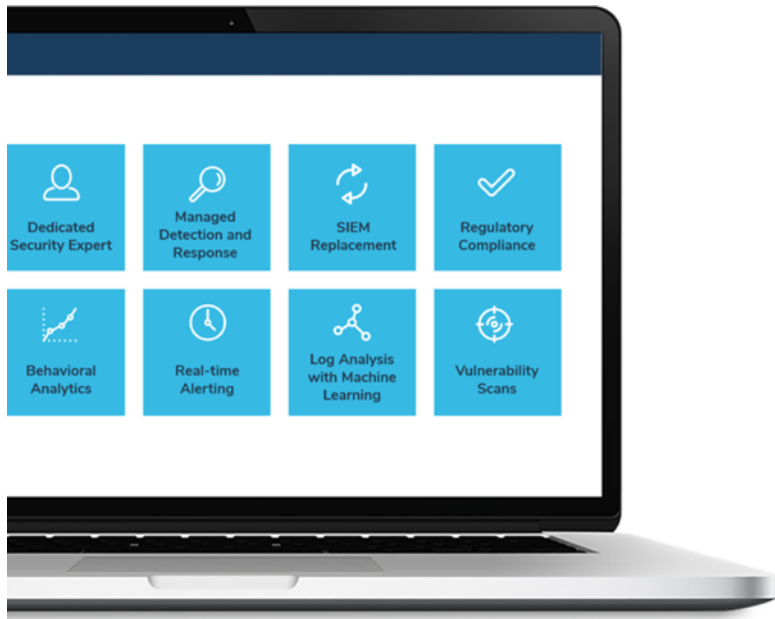 Dedicated
Security Expert
Managed
Detection and
Response
SIEM
Replacement
Regulatory
Compliance
Behavioral
Analytics
Real-time
Alerting
Log Analysis
with Machine
Learning
Vulnerability
Scans